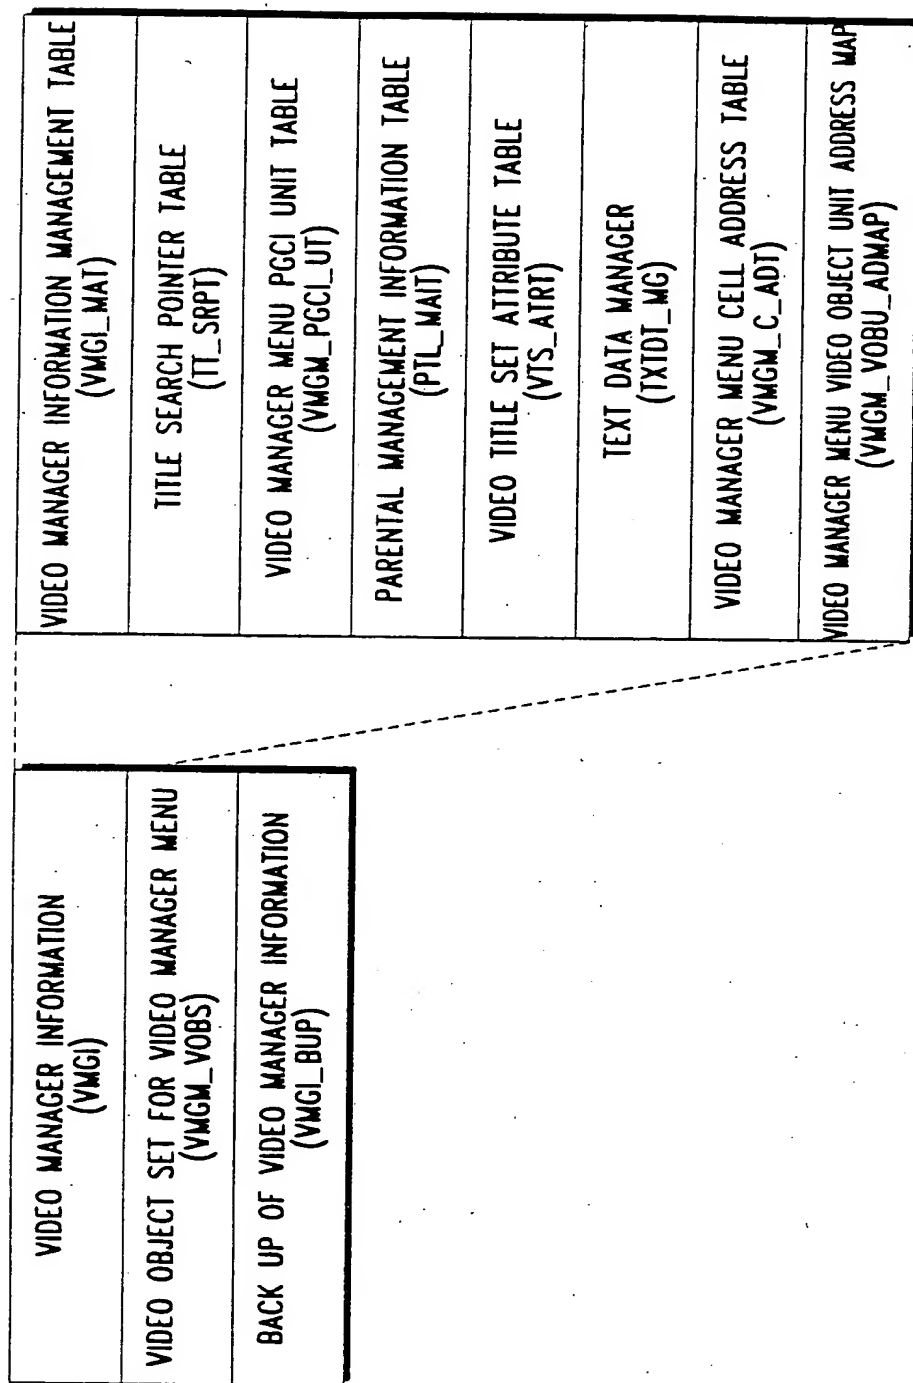 VIDEO MANAGER INFORMATION
(VMGI)
VIDEO OBJECT SET FOR VIDEO MANAGER MENU
(VMGM_VOBS)
BACK UP OF VIDEO MANAGER INFORMATION
(VMGI_BUP)
VIDEO MANAGER INFORMATION MANAGEMENT TABLE
(VMGI_MAT)
TITLE SEARCH POINTER TABLE
(TT_SRPT)
VIDEO MANAGER MENU PGCI UNIT TABLE
(VMGM_PGCI_UT)
PARENTAL MANAGEMENT INFORMATION TABLE
(PTL_MAIT)
VIDEO TITLE SET ATTRIBUTE TABLE
(VTS_ATRT)
TEXT DATA MANAGER
(TXTDT_MG)
VIDEO MANAGER MENU CELL ADDRESS TABLE
(VMGM_C_ADT)
VIDEO MANAGER MENU VIDEO OBJECT UNIT ADDRESS MAP
(VMGM_VOBU_ADMAP)